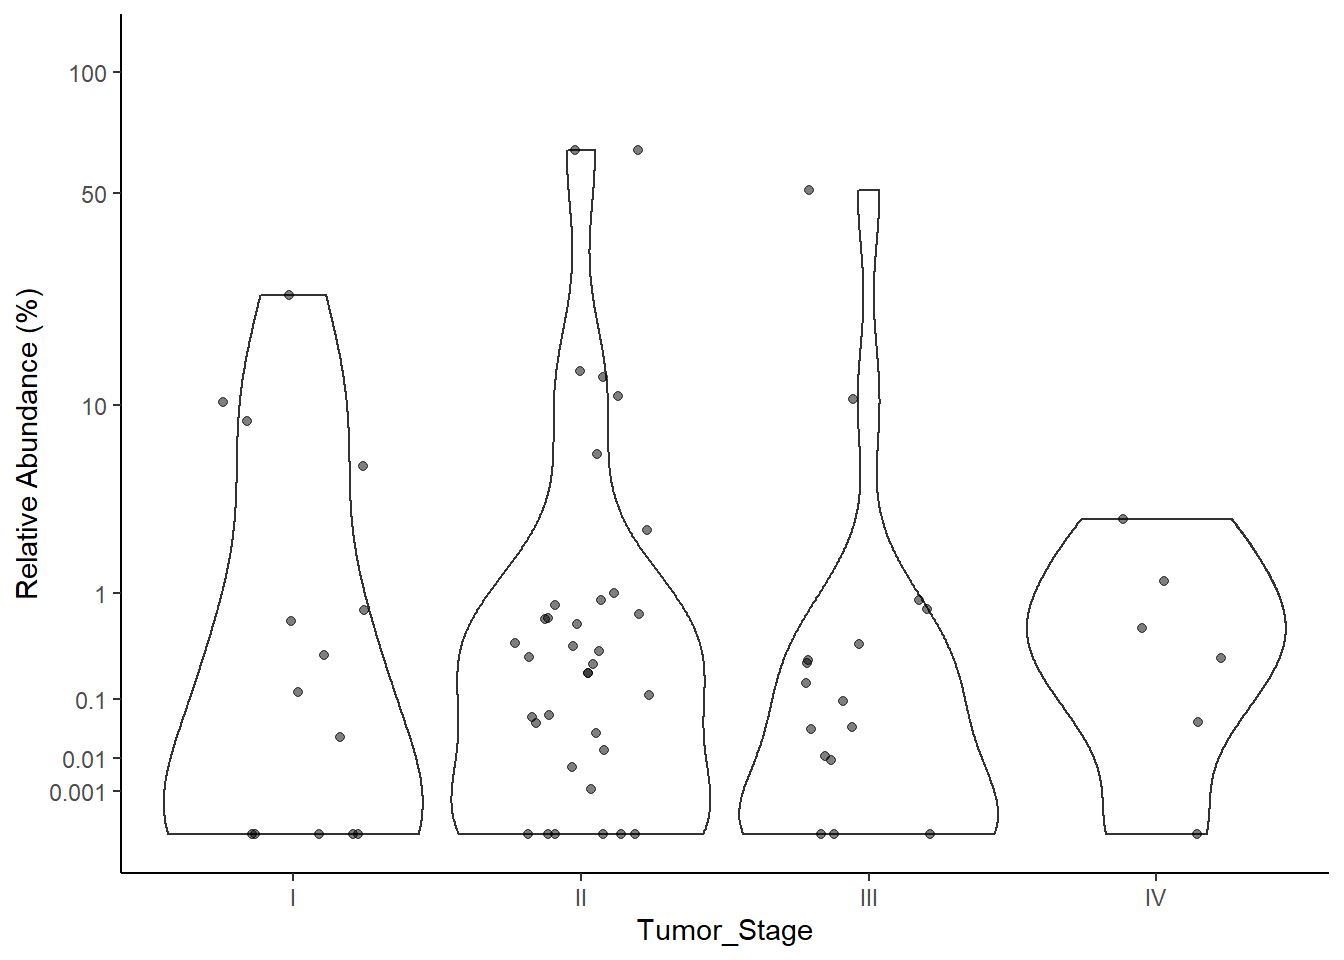 Relative Abundance (%)
100
50
10
1
0.1
0.01
0.001
I
II
III
IV
Tumor_Stage